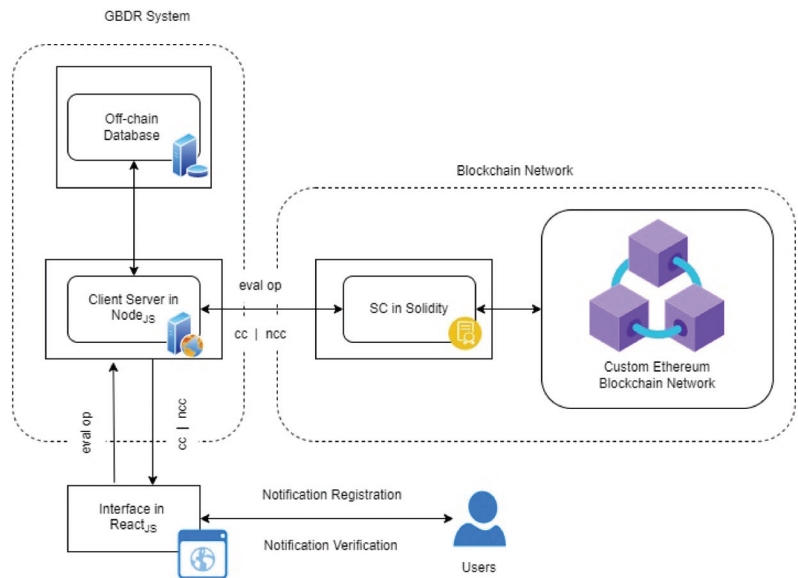 GBDR System
Off-chain
Database
Blockchain Network
Client Server in
NodeJS
eval op
cc | ncc
SC in Solidity
Custom Ethereum
Blockchain Network
eval op
cc | ncc
Interface in
ReactJS
Notification Registration
Notification Verification
Users